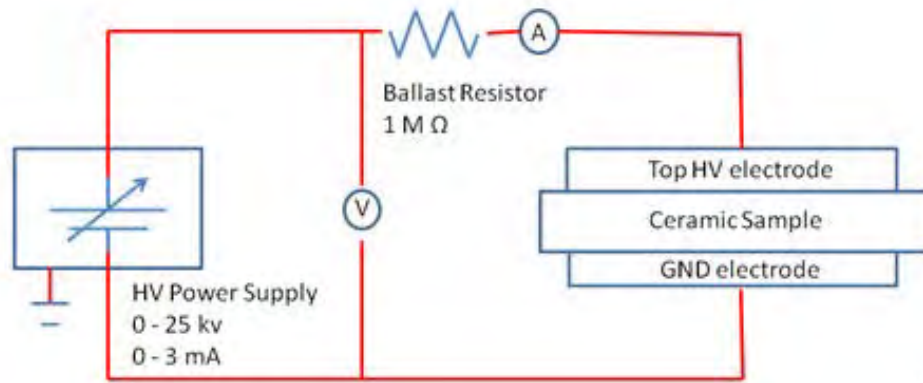 A
Ballast Resistor
1 M Ω
Top HV electrode
V
Ceramic Sample
GND electrode
HV Power Supply
0 - 25 kv
0 - 3 mA